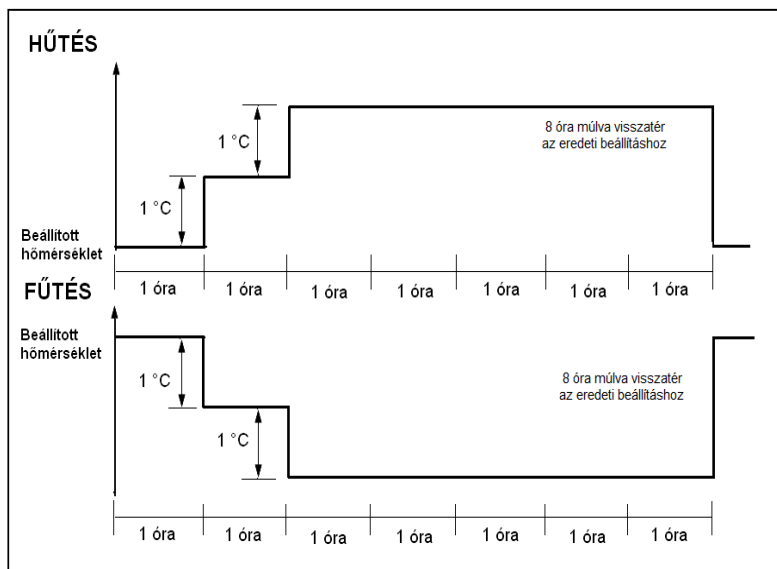 HŰTÉS
1 °C
8 óra múlva visszatér
az eredeti beállításhoz
1 °C
Beállított
hőmérséklet
1 óra 1 óra 1 óra 1 óra 1 óra 1 óra 1 óra
FŰTÉS
Beállított
hőmérséklet
1 °C
8 óra múlva visszatér
az eredeti beállításhoz
1 °C
1 óra 1 óra 1 óra 1 óra 1 óra 1 óra 1 óra